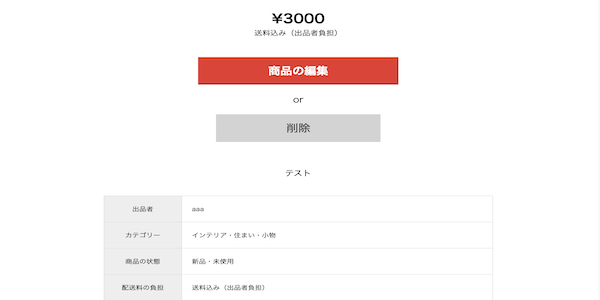 ¥3000
送料込み（出品者負担）
商品の編集
or
削除
テスト
出品者 aaa
カテゴリー インテリア・住まい・小物
商品の状態 新品・未使用
配送料の負担 送料込み（出品者負担）